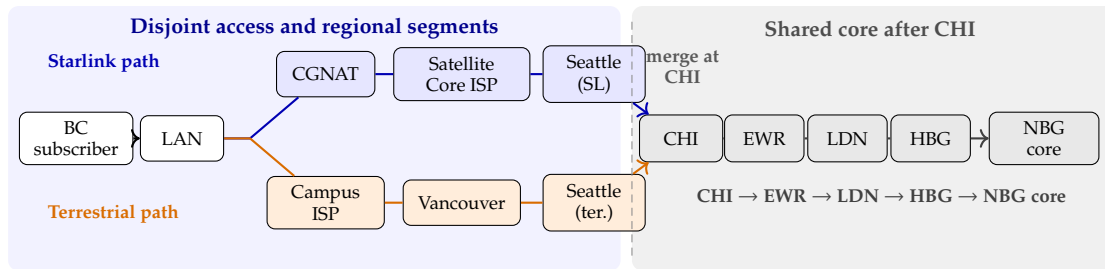 Disjoint access and regional segments
Shared core after CHI
Starlink path
CGNAT
Satellite
Core ISP
Seattle
(SL)
merge at
CHI
BC
subscriber
LAN
CHI
EWR
LDN
HBG
NBG
core
Terrestrial path
Campus
ISP
Vancouver
Seattle
(ter.)
CHI → EWR → LDN → HBG → NBG core